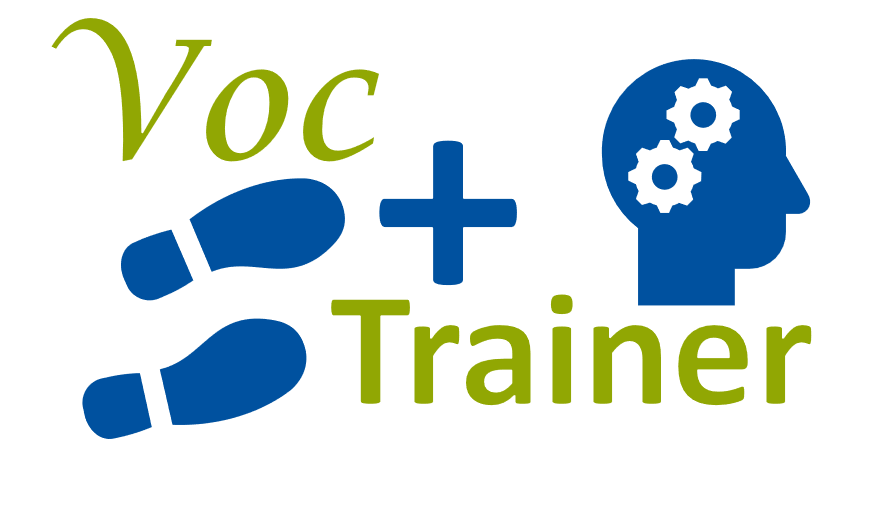 Voc
+
Trainer